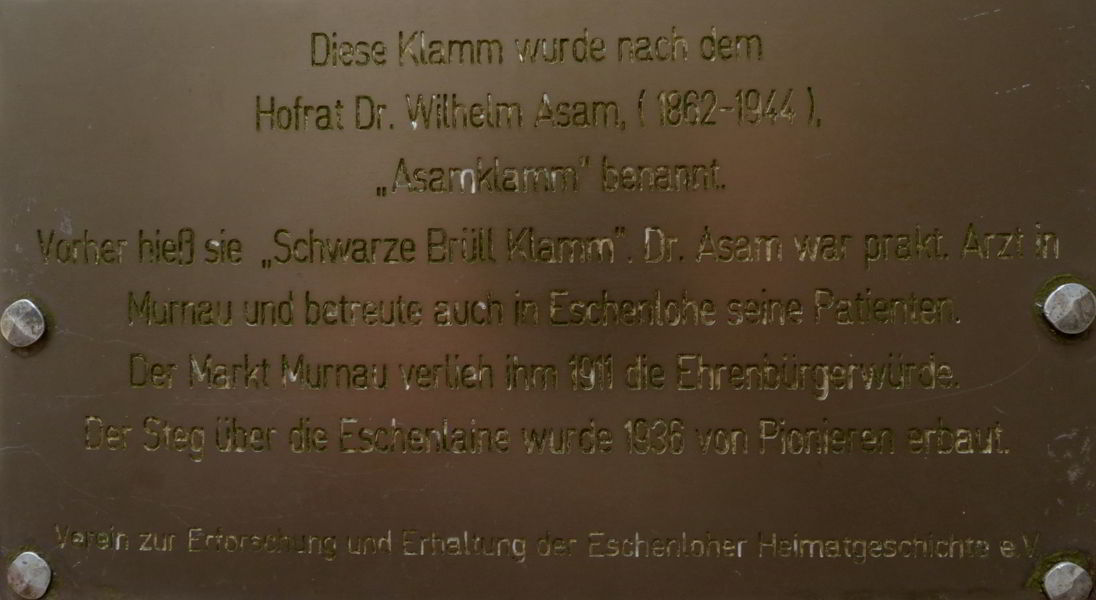 Diese Klamm wurde nach dem
Hofrat Dr. Wilhelm Asam, ( 1862-1944 ),
„Asamklamm" benannt.
Vorher hieß sie „Schwarze Brüll Klamm". Dr. Asam war prakt. Arzt in
Murnau und betreute auch in Eschenlohe seine Patienten.
Der Markt Murnau verlieh ihm 1911 die Ehrenbürgerwürde.
Der Steg über die Eschenlaine wurde 1936 von Pionieren erbaut.
Verein zur Erforschung und Erhaltung der Eschenloher Heimatgeschichte e.V.